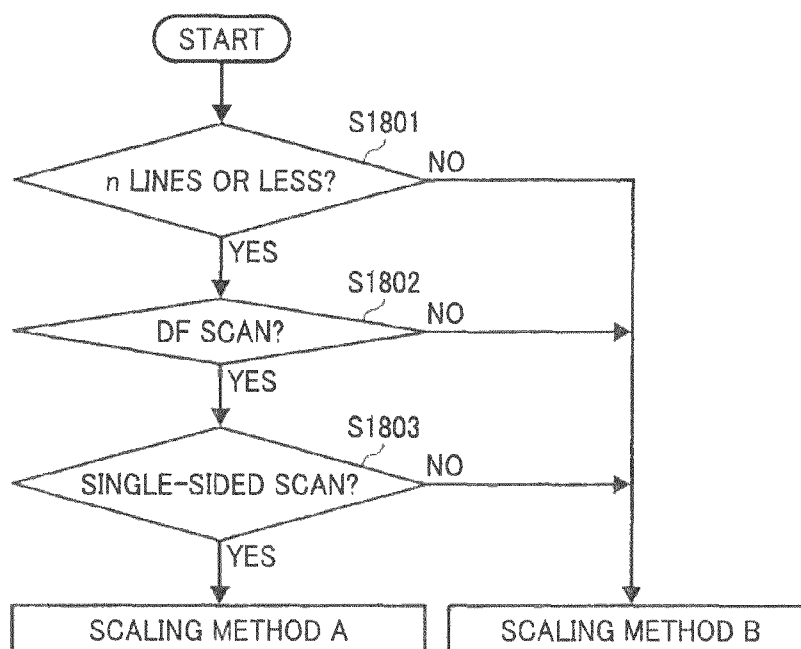 START
S1801
n LINES OR LESS?
NO
YES
S1802
DF SCAN?
NO
YES
S1803
SINGLE-SIDED SCAN?
NO
YES
SCALING METHOD A
SCALING METHOD B